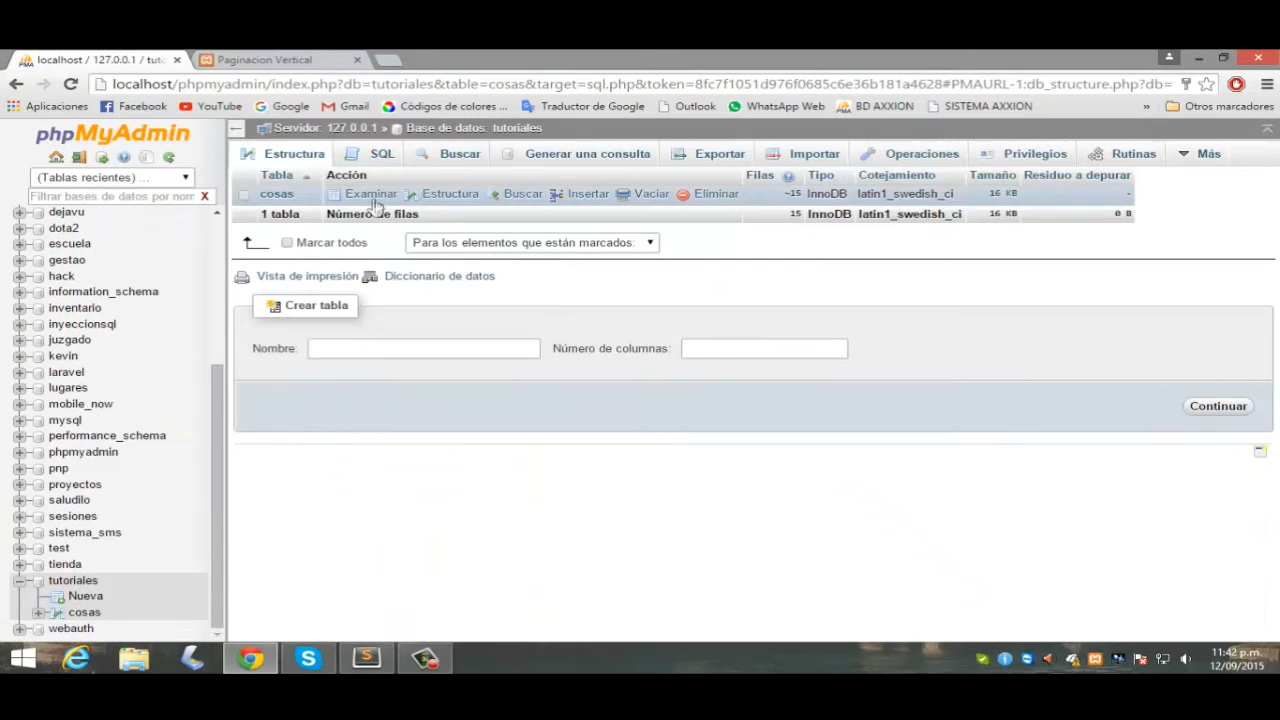 localhost / 127.0.0.1 / tuto
Paginacion Vertical
localhost/phpmyadmin/index.php?db=tutoriales&table=cosas&target=sql.php&token=8fc7f1051d976f0685c6e36b181a4628#PMAURL-1:db_structure.php?db=
Aplicaciones Facebook YouTube Google Gmail Códigos de colores ... Traductor de Google Outlook WhatsApp Web BD AXXION SISTEMA AXXION » Otros marcadores
phpMyAdmin
Servidor: 127.0.0.1 » Base de datos: tutoriales
Estructura SQL Buscar Generar una consulta Exportar Importar Operaciones Privilegios Rutinas Más
(Tablas recientes) ...
Filtrar bases de datos por nom X
Tabla Acción Filas Tipo Cotejamiento Tamaño Residuo a depurar
cosas Examinar Estructura Buscar Insertar Vaciar Eliminar ~15 InnoDB latin1_swedish_ci 16 KB -
1 tabla Número de filas 15 InnoDB latin1_swedish_ci 16 KB 0 B
Marcar todos Para los elementos que están marcados:
Vista de impresión Diccionario de datos
Crear tabla
Nombre: Número de columnas:
Continuar
dejavu
dota2
escuela
gestao
hack
information_schema
inventario
inyeccionsql
juzgado
kevin
laravel
lugares
mobile_now
mysql
performance_schema
phpmyadmin
pnp
proyectos
saludilo
sesiones
sistema_sms
test
tienda
tutoriales
Nueva
cosas
webauth
11:42 p.m.
12/09/2015